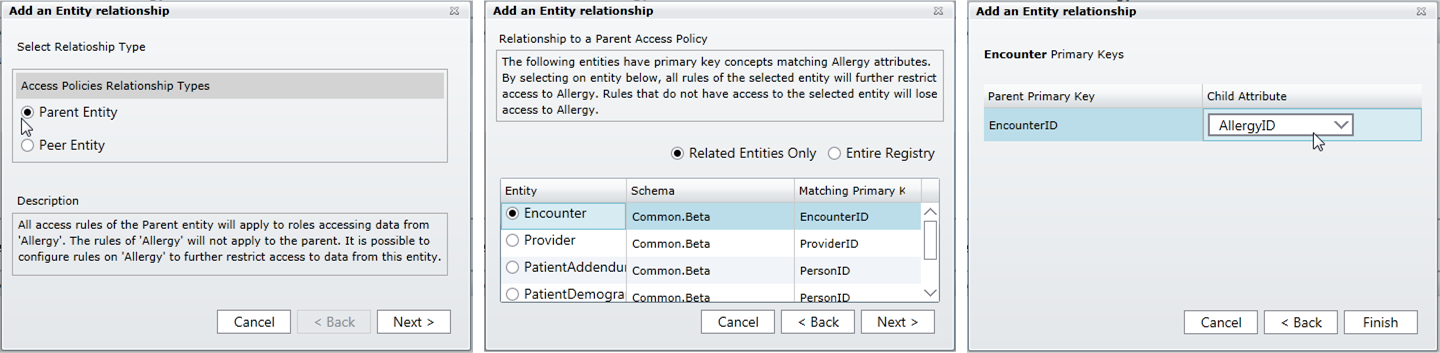 Add an Entity relationship
Select Relatioship Type
Access Policies Relationship Types
Parent Entity
Peer Entity
Description
All access rules of the Parent entity will apply to roles accessing data from
'Allergy'. The rules of 'Allergy' will not apply to the parent. It is possible to
configure rules on 'Allergy' to further restrict access to data from this entity.
Cancel < Back Next >
Add an Entity relationship
Relationship to a Parent Access Policy
The following entities have primary key concepts matching Allergy attributes.
By selecting on entity below, all rules of the selected entity will further restrict
access to Allergy. Rules that do not have access to the selected entity will lose
access to Allergy.
Related Entities Only Entire Registry
Entity Schema Matching Primary K
Encounter Common.Beta EncounterID
Provider Common.Beta ProviderID
PatientAddendu Common.Beta PersonID
PatientDemogra Common.Beta PersonID
Cancel < Back Next >
Add an Entity relationship
Encounter Primary Keys
Parent Primary Key Child Attribute
EncounterID AllergyID
Cancel < Back Finish